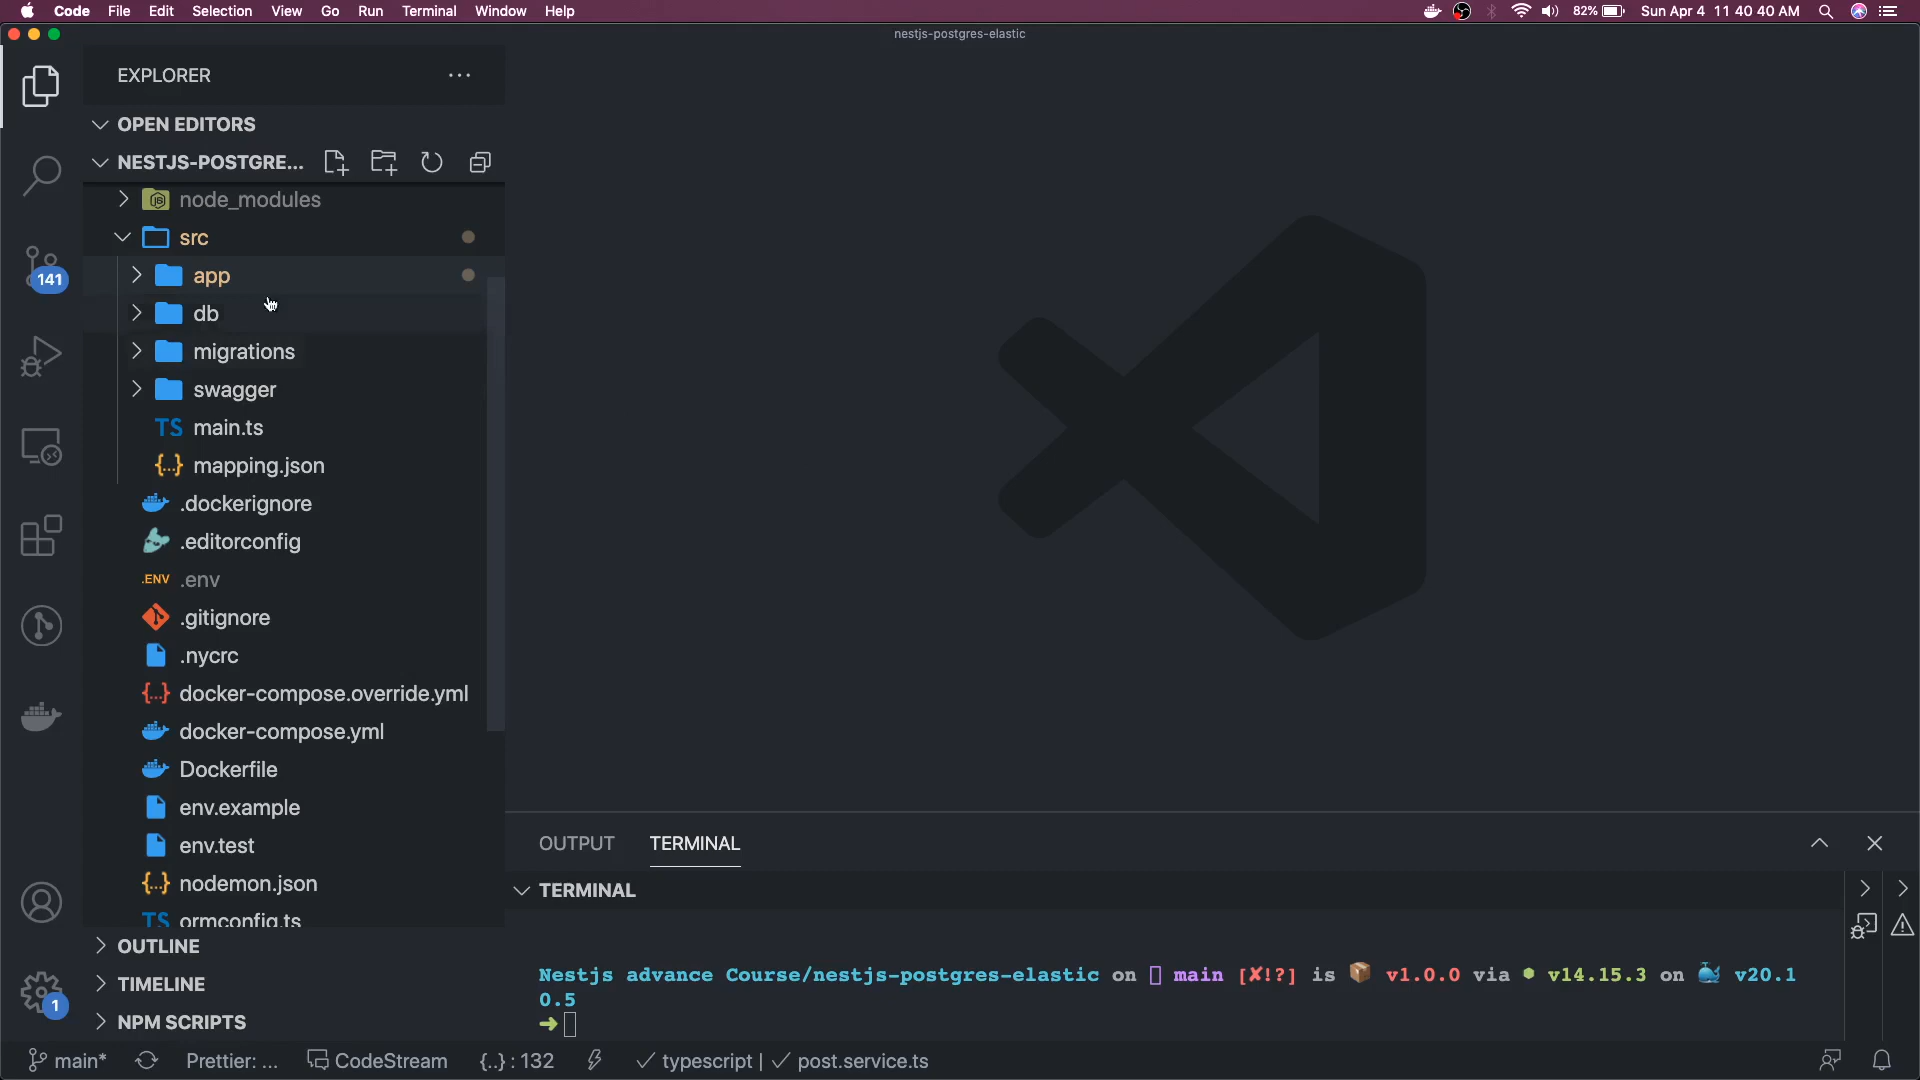 Code File Edit Selection View Go Run Terminal Window Help 82% Sun Apr 4 11 40 40 AM
nestjs-postgres-elastic
EXPLORER
OPEN EDITORS
NESTJS-POSTGRE...
node_modules
src
app
db
migrations
swagger
TS main.ts
{...} mapping.json
.dockerignore
.editorconfig
.ENV .env
.gitignore
.nycrc
{...} docker-compose.override.yml
docker-compose.yml
Dockerfile
env.example
env.test
{...} nodemon.json
TS ormconfig.ts
OUTLINE
TIMELINE
NPM SCRIPTS
141
1
OUTPUT TERMINAL
TERMINAL
Nestjs advance Course/nestjs-postgres-elastic on main [✘!?] is 📦 v1.0.0 via ⬢ v14.15.3 on 🐳 v20.1
0.5
➜
main* Prettier: ... CodeStream {..} : 132 ✓ typescript | ✓ post.service.ts